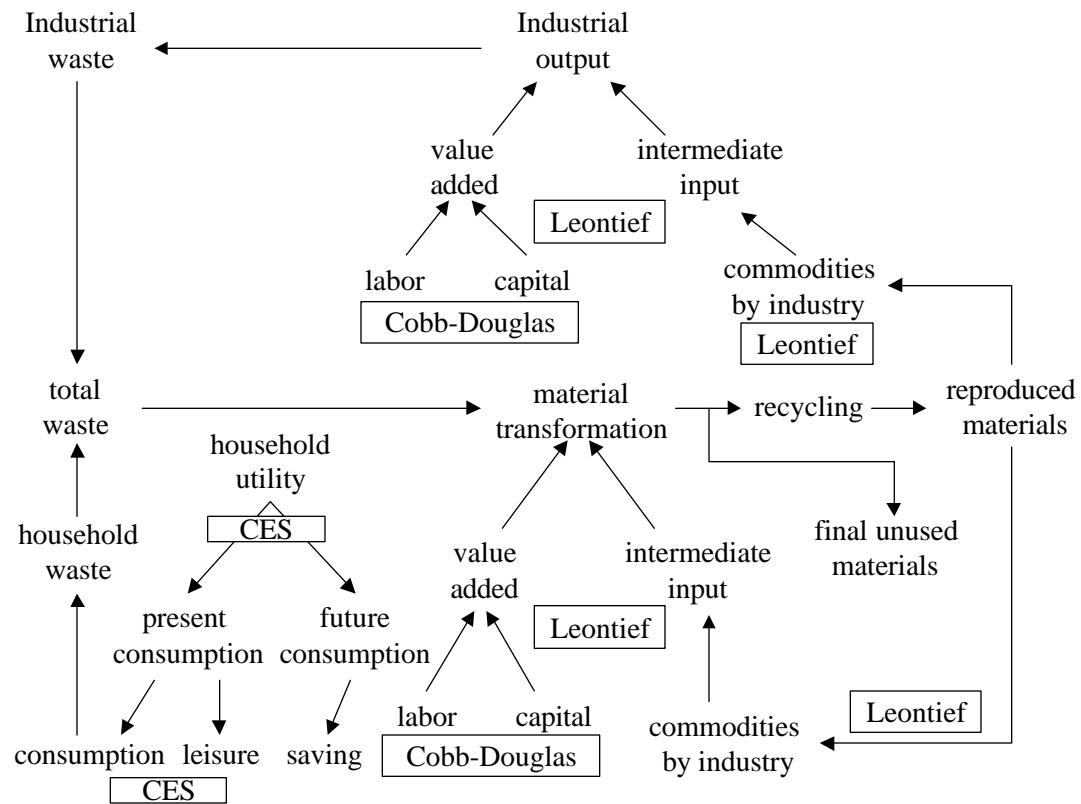 Industrial
waste
Industrial
output
value
added
intermediate
input
Leontief
labor
capital
Cobb-Douglas
commodities
by industry
Leontief
total
waste
material
transformation
recycling
reproduced
materials
household
utility
CES
household
waste
final unused
materials
value
added
intermediate
input
Leontief
present
consumption
future
consumption
labor
capital
Cobb-Douglas
commodities
by industry
Leontief
consumption
leisure
saving
CES